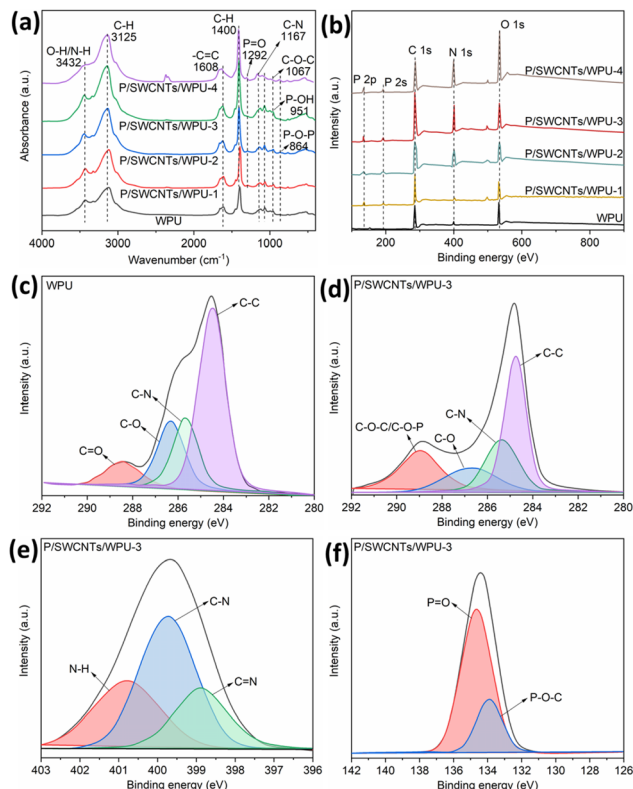 (a)
C-H
3125
C-H
1400
P=O
1292
C-N
1167
O-H/N-H
3432
-C=C
1608
C-O-C
1067
P/SWCNTs/WPU-4
P-OH
951
P/SWCNTs/WPU-3
P-O-P
864
P/SWCNTs/WPU-2
P/SWCNTs/WPU-1
WPU
Absorbance (a.u.)
4000 3000 2000 1000
Wavenumber (cm-1)
(b)
O 1s
C 1s N 1s
P 2p P 2s
P/SWCNTs/WPU-4
P/SWCNTs/WPU-3
P/SWCNTs/WPU-2
P/SWCNTs/WPU-1
WPU
Intensity (a.u.)
200 400 600 800
Binding energy (eV)
(c)
WPU
C-C
C-N
C-O
C=O
Intensity (a.u.)
292 290 288 286 284 282 280
Binding energy (eV)
(d)
P/SWCNTs/WPU-3
C-C
C-N
C-O-C/C-O-P
C-O
Intensity (a.u.)
292 290 288 286 284 282 280
Binding energy (eV)
(e)
P/SWCNTs/WPU-3
C-N
N-H
C=N
Intensity (a.u.)
403 402 401 400 399 398 397 396
Binding energy (eV)
(f)
P/SWCNTs/WPU-3
P=O
P-O-C
Intensity (a.u.)
142 140 138 136 134 132 130 128 126
Binding energy (eV)